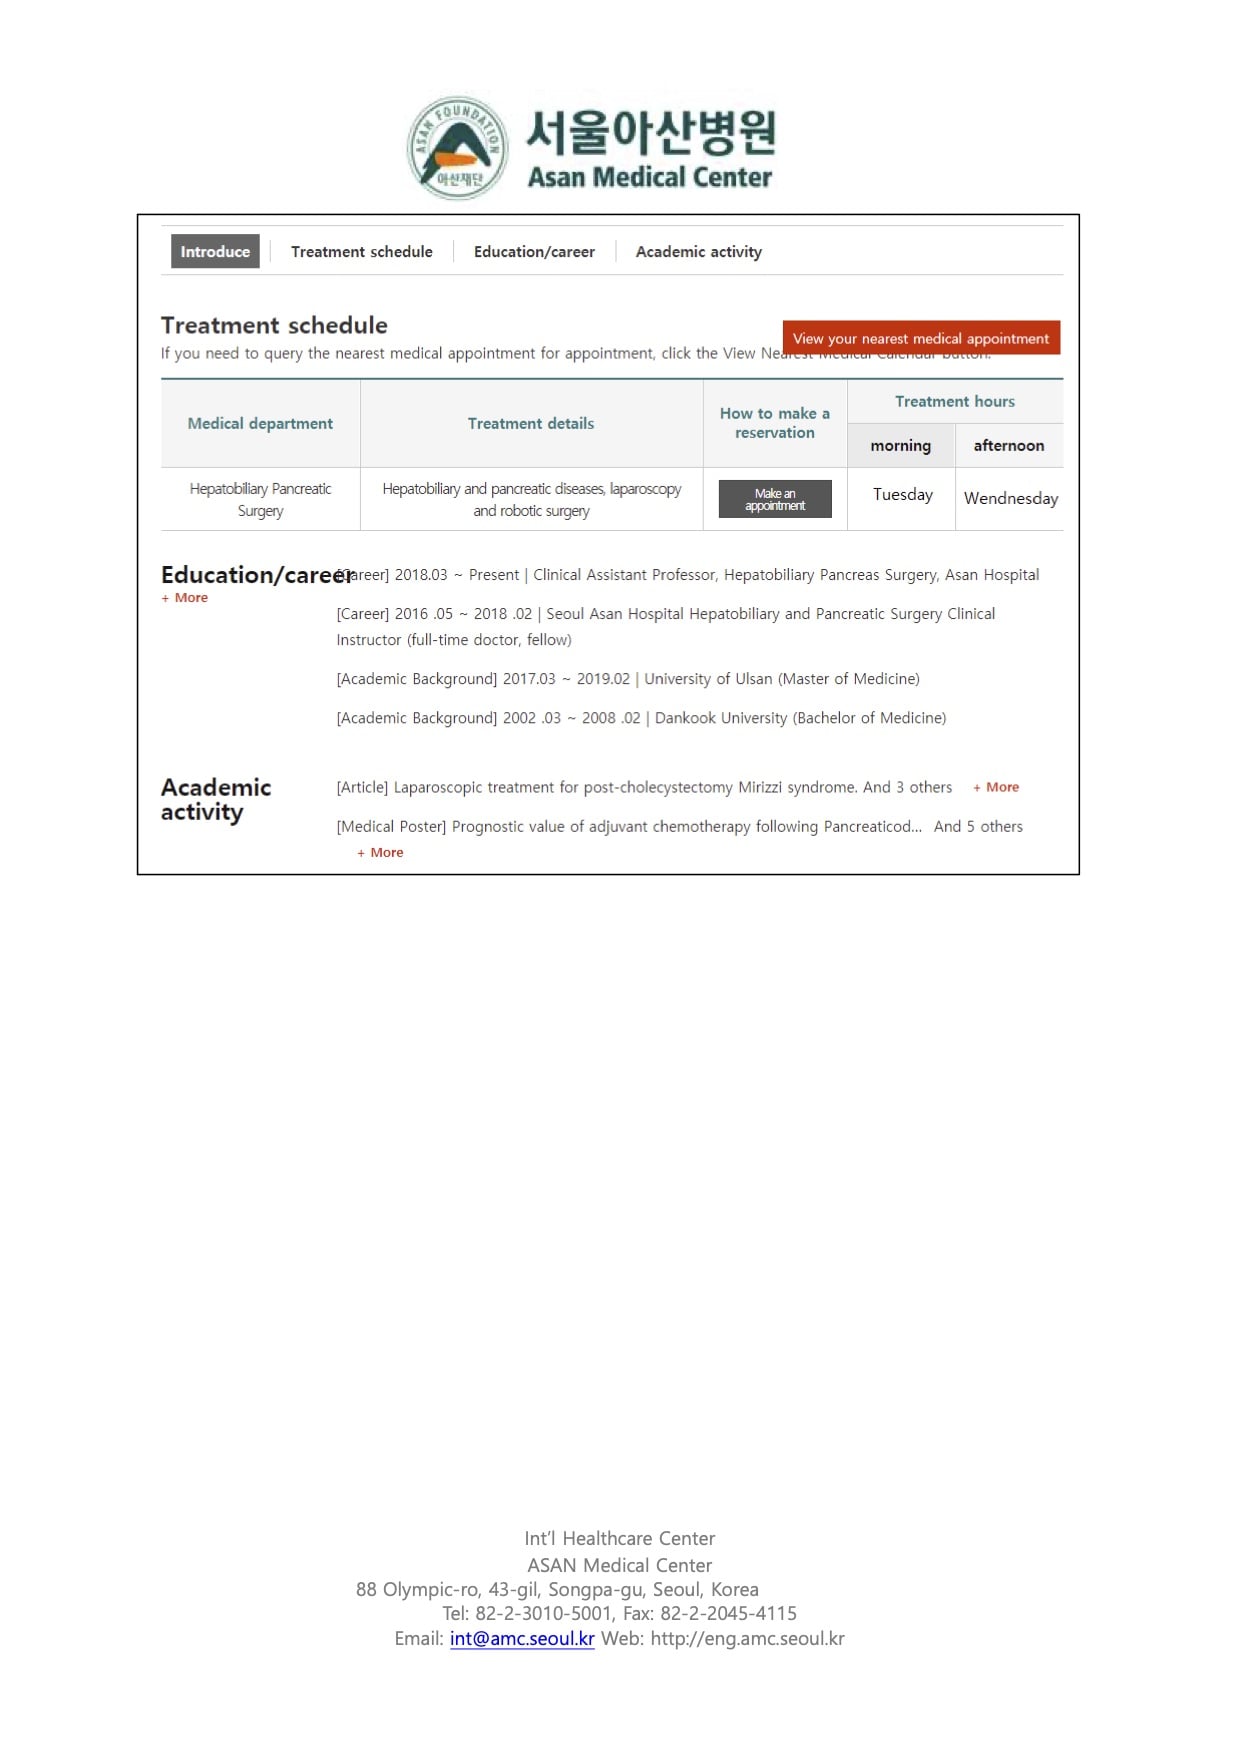 ASAN FOUNDATION
아산재단
서울아산병원
Asan Medical Center
Introduce
Treatment schedule
Education/career
Academic activity
Treatment schedule
View your nearest medical appointment
If you need to query the nearest medical appointment for appointment, click the View Nearest Medical Calendar button.
Medical department
Treatment details
How to make a
reservation
Treatment hours
morning
afternoon
Hepatobiliary Pancreatic
Surgery
Hepatobiliary and pancreatic diseases, laparoscopy
and robotic surgery
Make an
appointment
Tuesday
Wendnesday
Education/career
+ More
[Career] 2018.03 ~ Present | Clinical Assistant Professor, Hepatobiliary Pancreas Surgery, Asan Hospital
[Career] 2016 .05 ~ 2018 .02 | Seoul Asan Hospital Hepatobiliary and Pancreatic Surgery Clinical
Instructor (full-time doctor, fellow)
[Academic Background] 2017.03 ~ 2019.02 | University of Ulsan (Master of Medicine)
[Academic Background] 2002 .03 ~ 2008 .02 | Dankook University (Bachelor of Medicine)
Academic
activity
[Article] Laparoscopic treatment for post-cholecystectomy Mirizzi syndrome. And 3 others + More
[Medical Poster] Prognostic value of adjuvant chemotherapy following Pancreaticod... And 5 others
+ More
Int'l Healthcare Center
ASAN Medical Center
88 Olympic-ro, 43-gil, Songpa-gu, Seoul, Korea
Tel: 82-2-3010-5001, Fax: 82-2-2045-4115
Email: int@amc.seoul.kr Web: http://eng.amc.seoul.kr